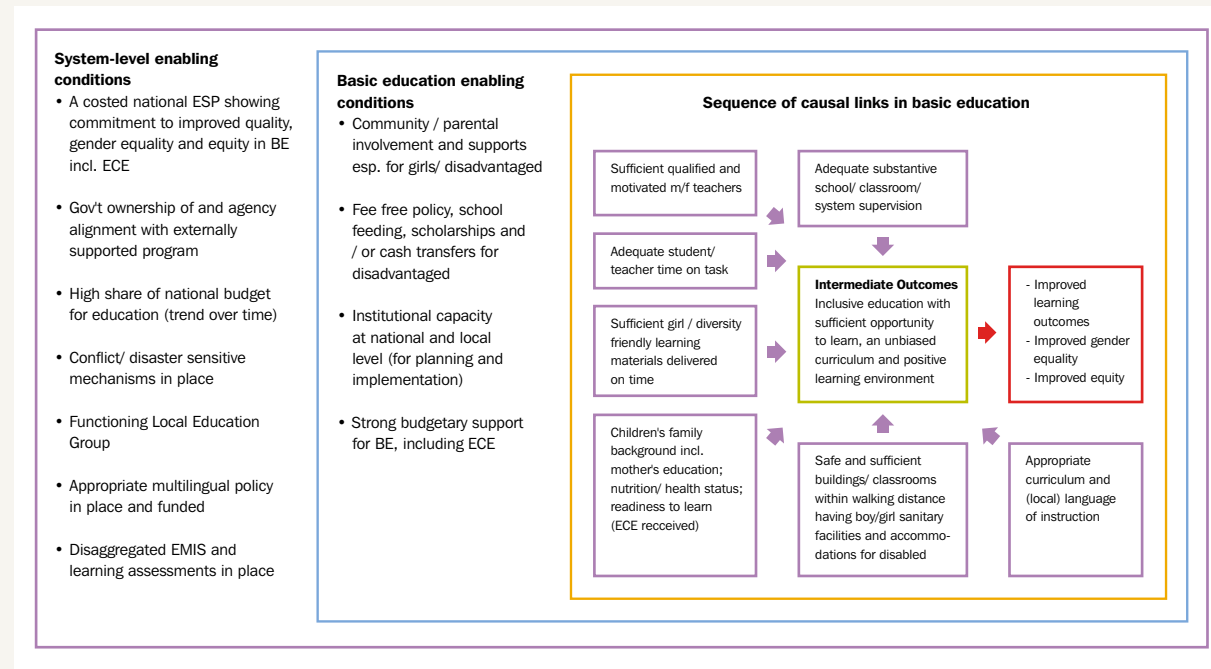 System-level enabling
conditions
• A costed national ESP showing
commitment to improved quality,
gender equality and equity in BE
incl. ECE
• Gov't ownership of and agency
alignment with externally
supported program
• High share of national budget
for education (trend over time)
• Conflict/ disaster sensitive
mechanisms in place
• Functioning Local Education
Group
• Appropriate multilingual policy
in place and funded
• Disaggregated EMIS and
learning assessments in place
Basic education enabling
conditions
• Community / parental
involvement and supports
esp. for girls/ disadvantaged
• Fee free policy, school
feeding, scholarships and
/ or cash transfers for
disadvantaged
• Institutional capacity
at national and local
level (for planning and
implementation)
• Strong budgetary support
for BE, including ECE
Sequence of causal links in basic education
Sufficient qualified and
motivated m/f teachers
Adequate substantive
school/ classroom/
system supervision
Adequate student/
teacher time on task
Sufficient girl / diversity
friendly learning
materials delivered
on time
Intermediate Outcomes
Inclusive education with
sufficient opportunity
to learn, an unbiased
curriculum and positive
learning environment
- Improved
learning
outcomes
- Improved gender
equality
- Improved equity
Children's family
background incl.
mother's education;
nutrition/ health status;
readiness to learn
(ECE recceived)
Safe and sufficient
buildings/ classrooms
within walking distance
having boy/girl sanitary
facilities and accommo-
dations for disabled
Appropriate
curriculum and
(local) language
of instruction